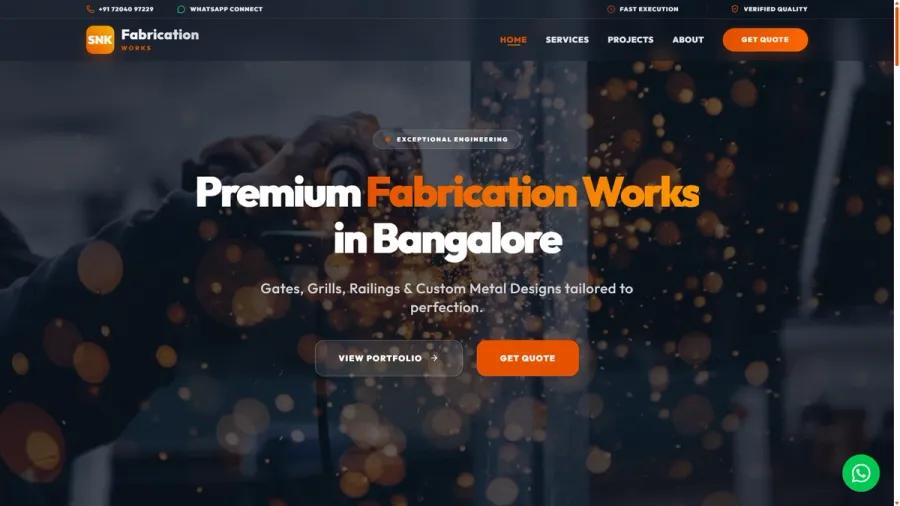 +91 72040 97229
WHATSAPP CONNECT
FAST EXECUTION
VERIFIED QUALITY
SNK
Fabrication
WORKS
HOME
SERVICES
PROJECTS
ABOUT
GET QUOTE
EXCEPTIONAL ENGINEERING
Premium Fabrication Works
in Bangalore
Gates, Grills, Railings & Custom Metal Designs tailored to
perfection.
VIEW PORTFOLIO →
GET QUOTE